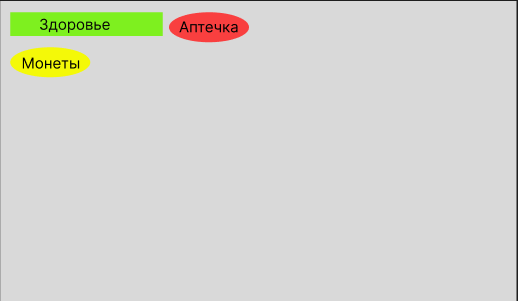 Здоровье
Аптечка
Монеты